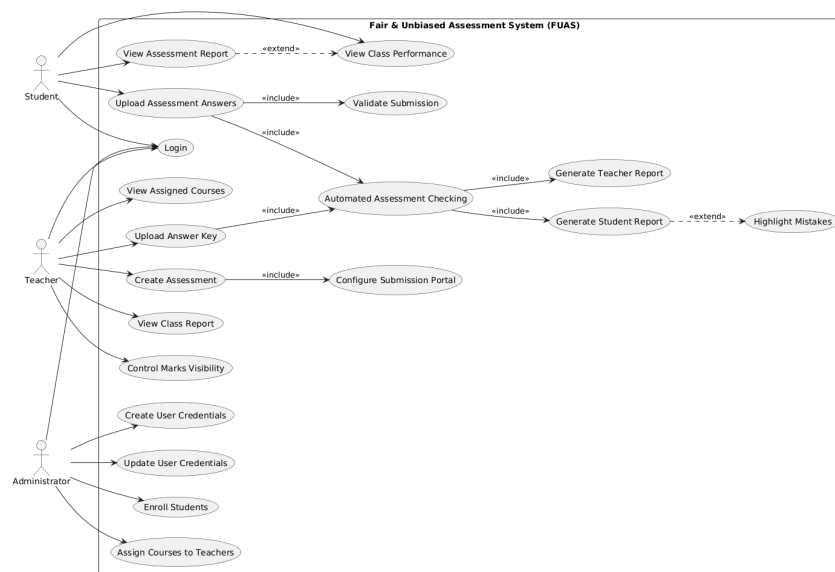 Fair & Unbiased Assessment System (FUAS)
View Assessment Report
«extend»
View Class Performance
Student
Upload Assessment Answers
«include»
Validate Submission
«include»
Login
Generate Teacher Report
«include»
View Assigned Courses
Automated Assessment Checking
«include»
Generate Student Report
«extend»
Highlight Mistakes
«include»
Upload Answer Key
Teacher
Create Assessment
«include»
Configure Submission Portal
View Class Report
Control Marks Visibility
Create User Credentials
Update User Credentials
Administrator
Enroll Students
Assign Courses to Teachers